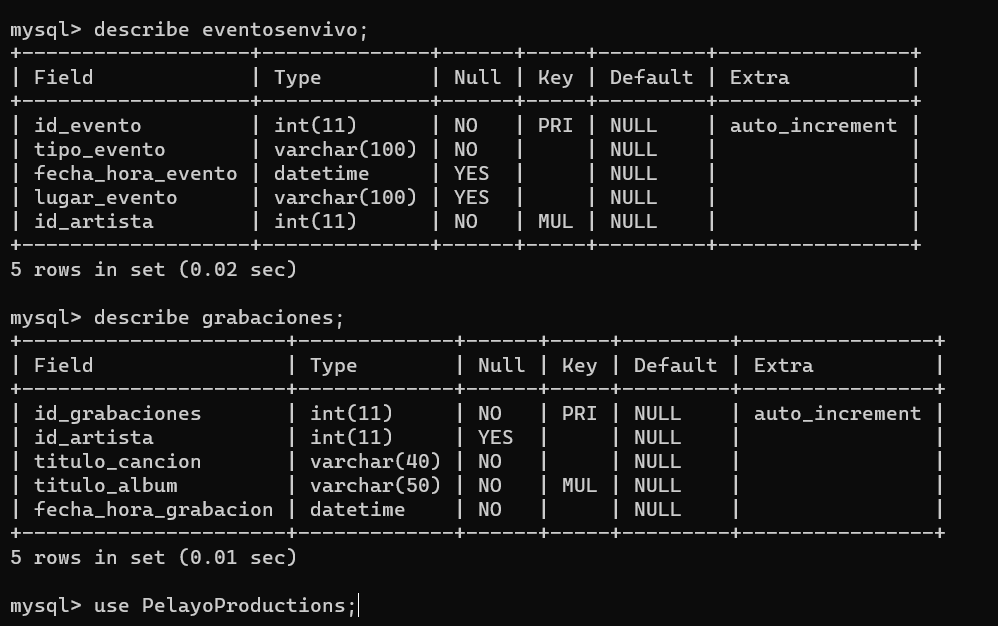 mysql> describe eventosenvivo;
+-------------------+--------------+------+-----+---------+----------------+
| Field             | Type         | Null | Key | Default | Extra          |
+-------------------+--------------+------+-----+---------+----------------+
| id_evento         | int(11)      | NO   | PRI | NULL    | auto_increment |
| tipo_evento       | varchar(100) | NO   |     | NULL    |                |
| fecha_hora_evento | datetime     | YES  |     | NULL    |                |
| lugar_evento      | varchar(100) | YES  |     | NULL    |                |
| id_artista        | int(11)      | NO   | MUL | NULL    |                |
+-------------------+--------------+------+-----+---------+----------------+
5 rows in set (0.02 sec)
mysql> describe grabaciones;
+----------------------+-------------+------+-----+---------+----------------+
| Field                | Type        | Null | Key | Default | Extra          |
+----------------------+-------------+------+-----+---------+----------------+
| id_grabaciones       | int(11)     | NO   | PRI | NULL    | auto_increment |
| id_artista           | int(11)     | YES  |     | NULL    |                |
| titulo_cancion       | varchar(40) | NO   |     | NULL    |                |
| titulo_album         | varchar(50) | NO   | MUL | NULL    |                |
| fecha_hora_grabacion | datetime    | NO   |     | NULL    |                |
+----------------------+-------------+------+-----+---------+----------------+
5 rows in set (0.01 sec)
mysql> use PelayoProductions;